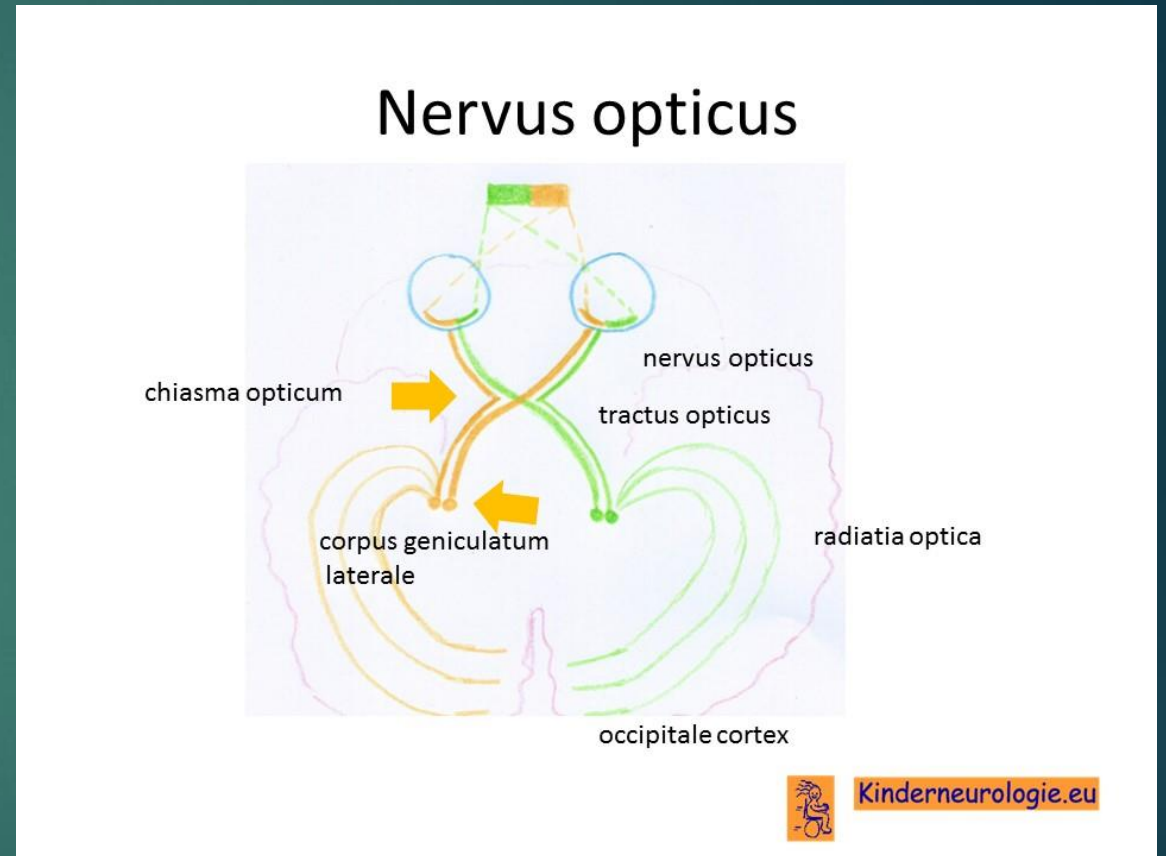 Nervus opticus
nervus opticus
chiasma opticum
tractus opticus
corpus geniculatum
laterale
radiatia optica
occipitale cortex
Kinderneurologie.eu